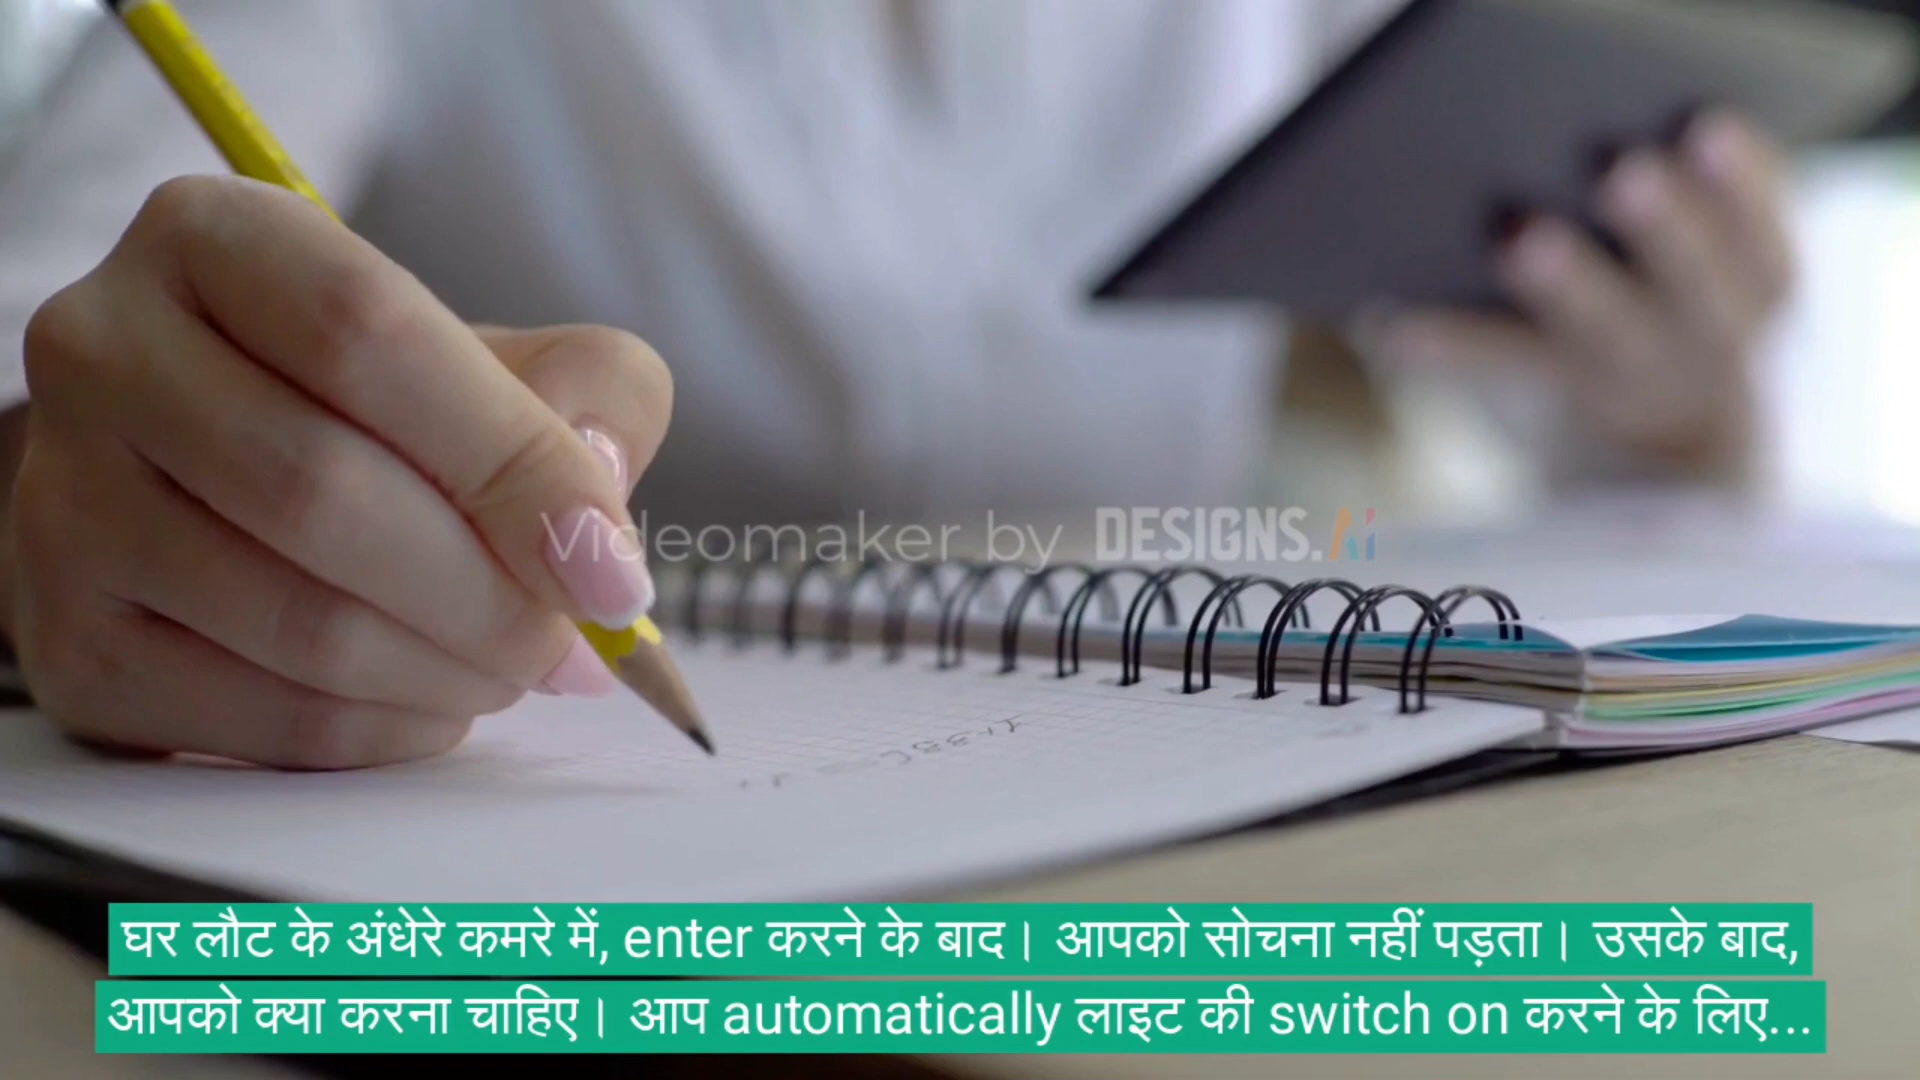 Videomaker by DESIGNS.AI
घर लौट के अंधेरे कमरे में, enter करने के बाद। आपको सोचना नहीं पड़ता। उसके बाद,
आपको क्या करना चाहिए। आप automatically लाइट की switch on करने के लिए...